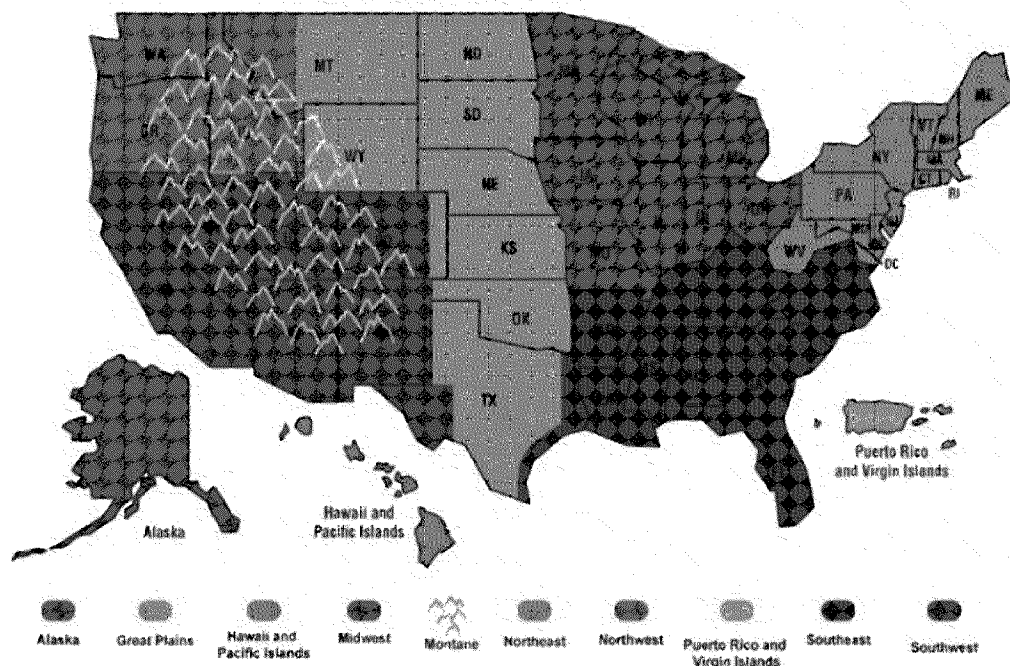 WA
MT
ND
OR
SD
WY
NE
KS
OK
TX
ME
VT
NH
NY
MA
CT
RI
PA
WV
DC
Alaska
Hawaii and
Pacific Islands
Puerto Rico
and Virgin Islands
Alaska
Great Plains
Hawaii and
Pacific Islands
Midwest
Montane
Northeast
Northwest
Puerto Rico and
Virgin Islands
Southeast
Southwest